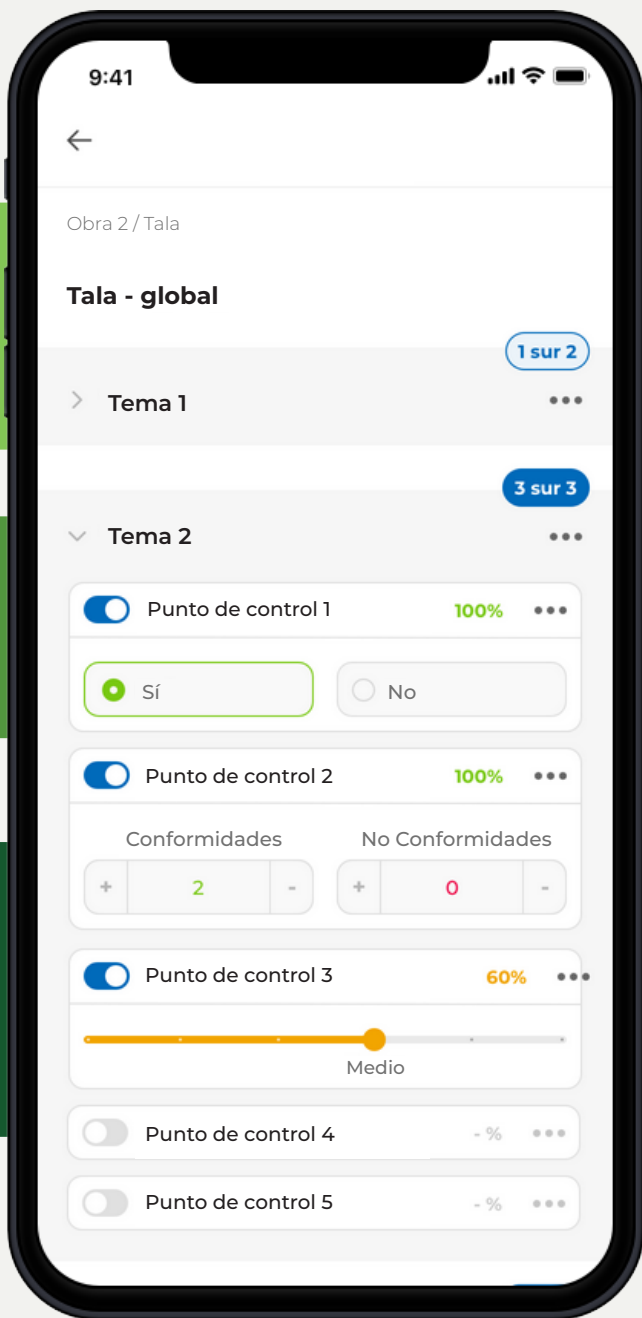 9:41
Obra 2 / Tala
Tala - global
1 sur 2
Tema 1
3 sur 3
Tema 2
Punto de control 1 100%
Sí No
Punto de control 2 100%
Conformidades No Conformidades
+ 2 - + 0 -
Punto de control 3 60%
Medio
Punto de control 4 - %
Punto de control 5 - %